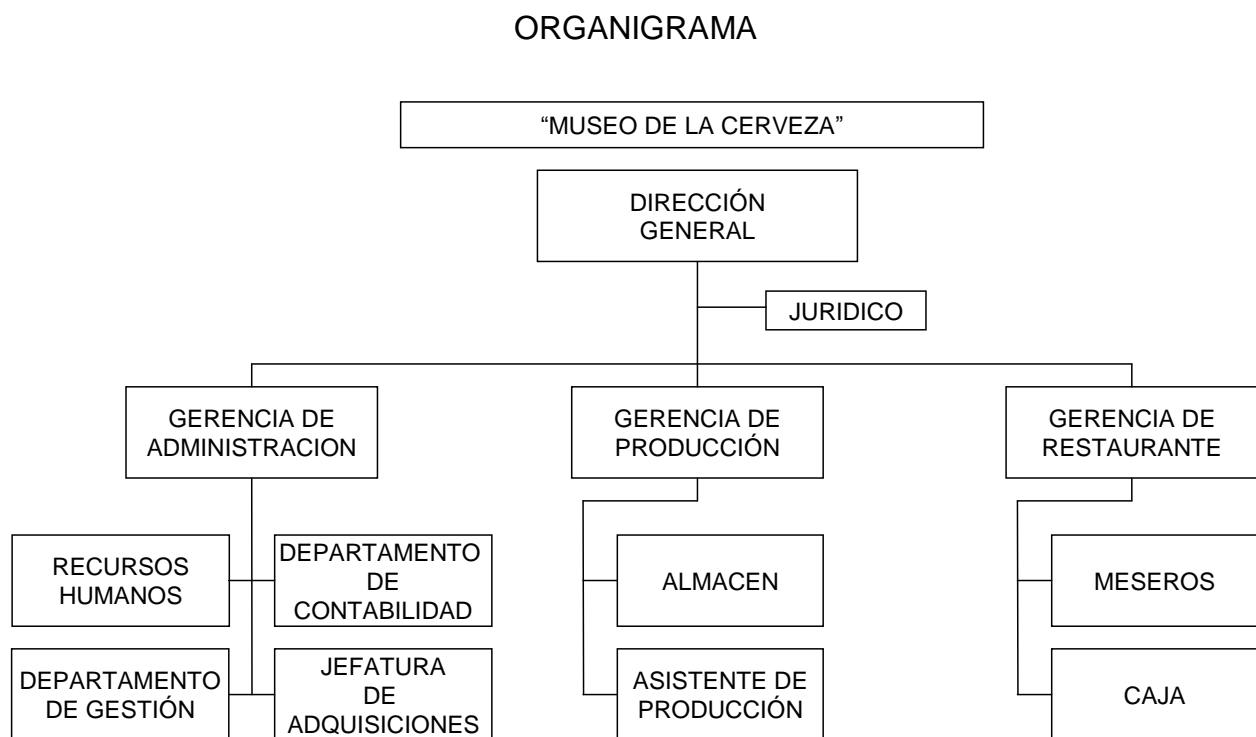 ORGANIGRAMA
“MUSEO DE LA CERVEZA”
DIRECCIÓN
GENERAL
JURIDICO
GERENCIA DE
ADMINISTRACION
GERENCIA DE
PRODUCCIÓN
GERENCIA DE
RESTAURANTE
RECURSOS
HUMANOS
DEPARTAMENTO
DE
CONTABILIDAD
ALMACEN
MESEROS
DEPARTAMENTO
DE GESTIÓN
JEFATURA
DE
ADQUISICIONES
ASISTENTE DE
PRODUCCIÓN
CAJA